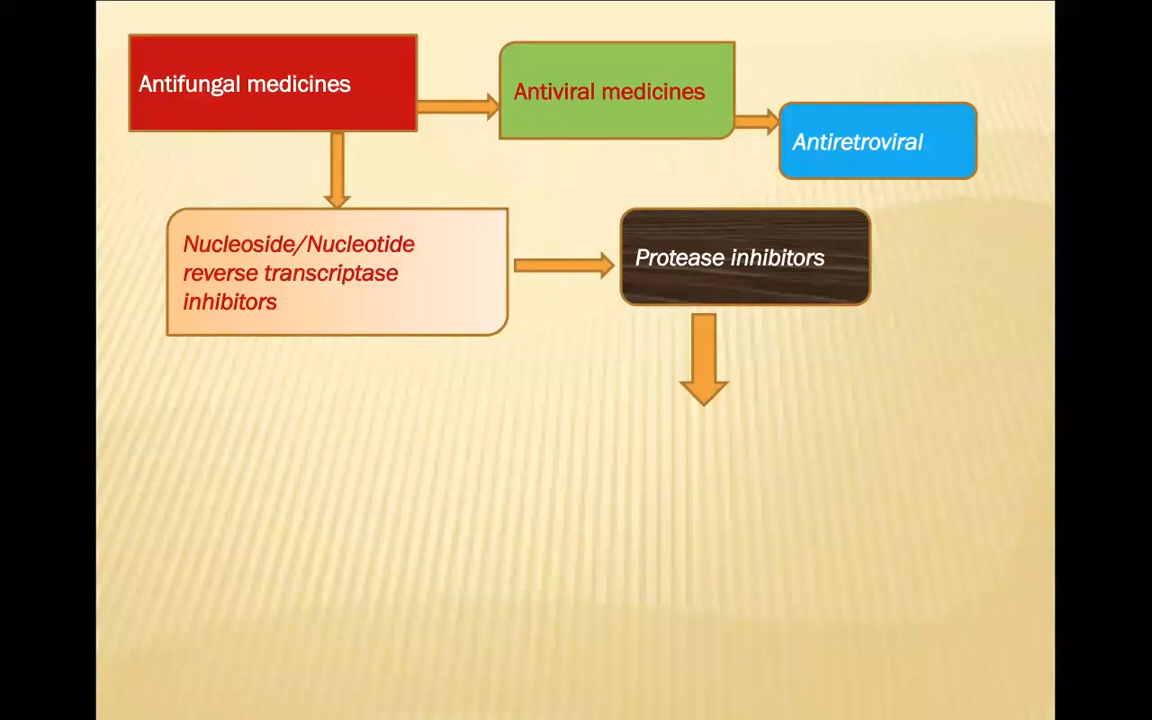 Antifungal medicines
Antiviral medicines
Antiretroviral
Nucleoside/Nucleotide
reverse transcriptase
inhibitors
Protease inhibitors